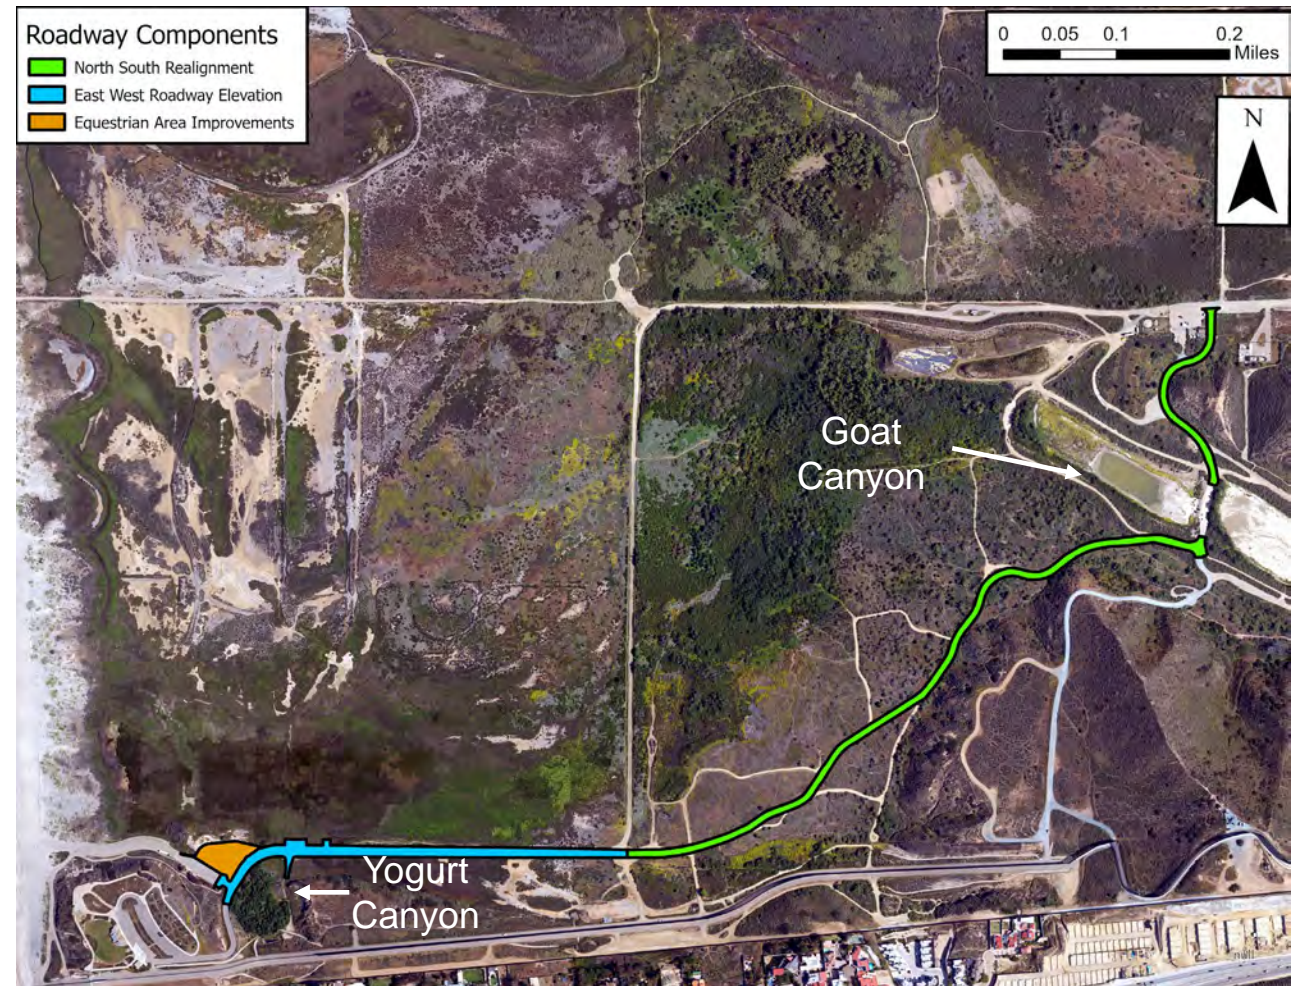 Roadway Components
North South Realignment
East West Roadway Elevation
Equestrian Area Improvements
0 0.05 0.1 0.2
Miles
N
Goat
Canyon
Yogurt
Canyon